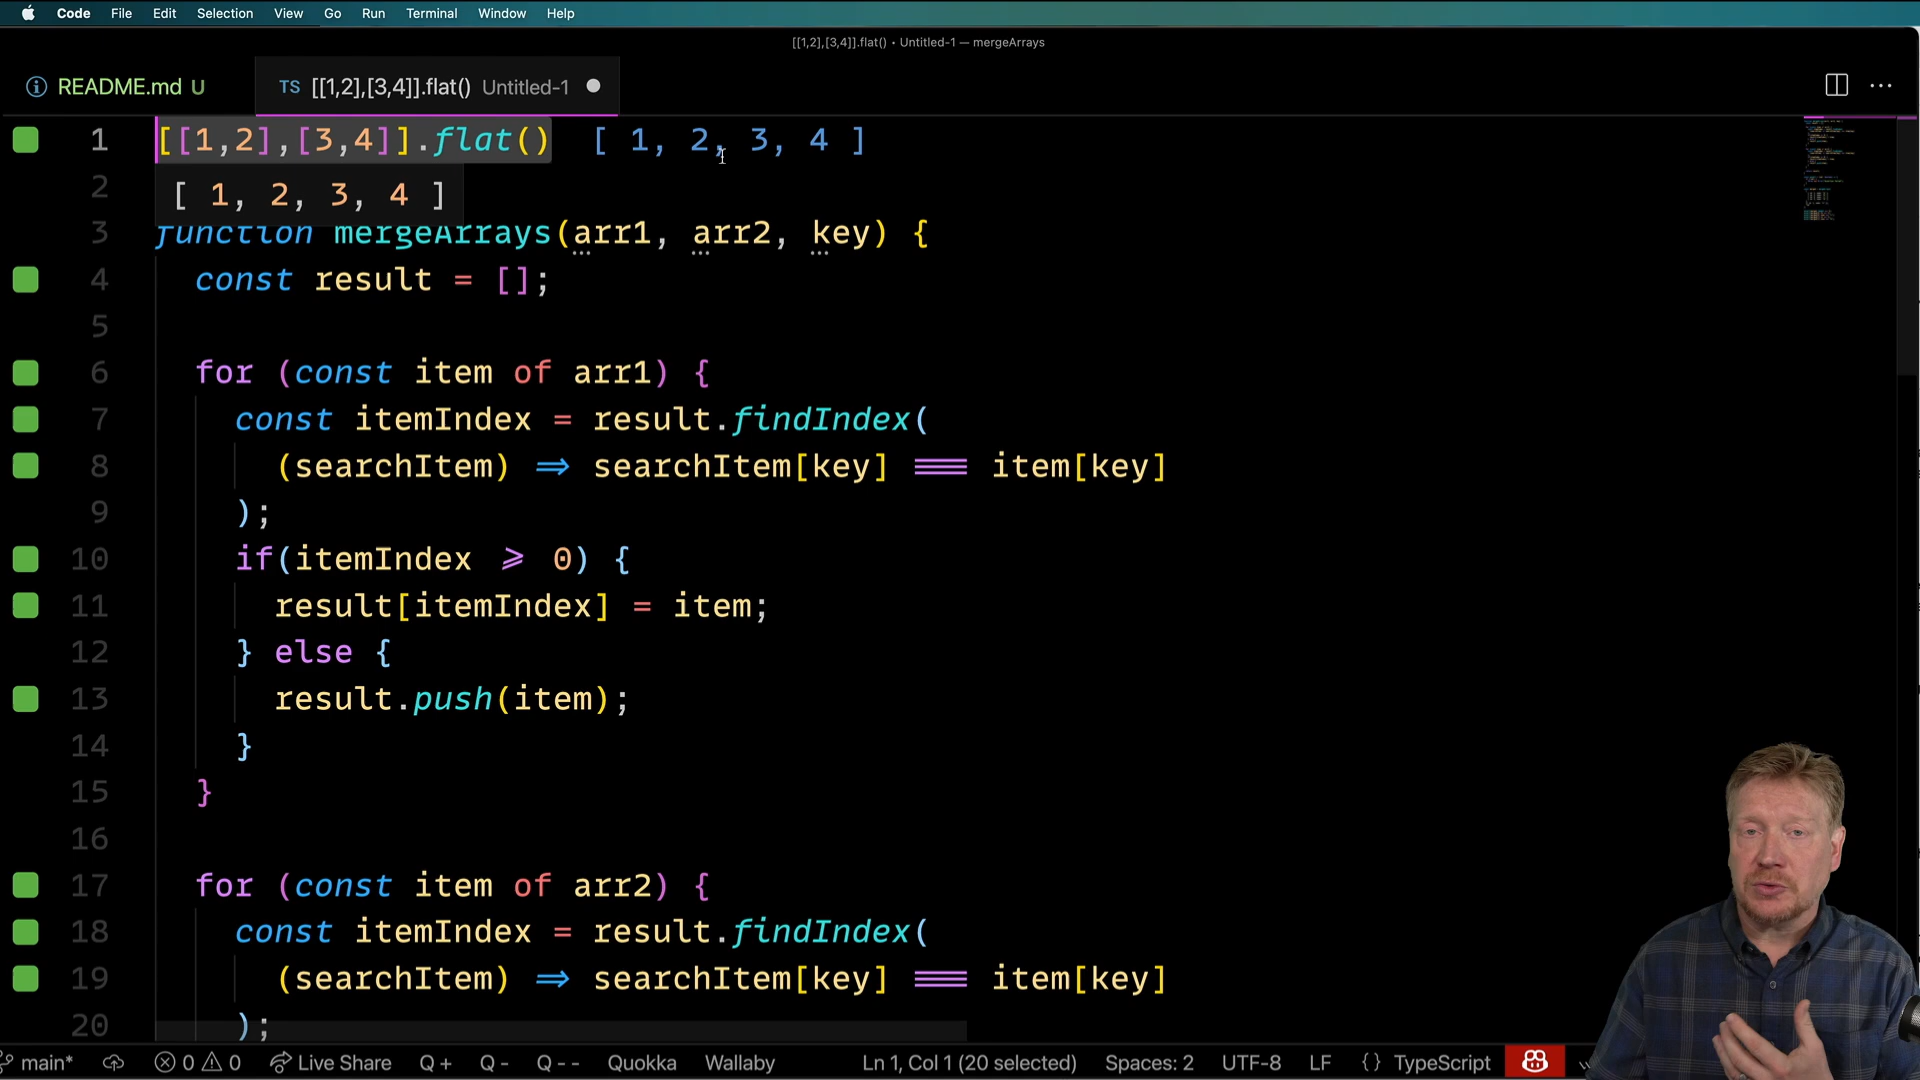 Code File Edit Selection View Go Run Terminal Window Help
[[1,2],[3,4]].flat() • Untitled-1 — mergeArrays
README.md U TS [[1,2],[3,4]].flat() Untitled-1
1 [[1,2],[3,4]].flat() [ 1, 2, 3, 4 ]
2 [ 1, 2, 3, 4 ]
3 function mergeArrays(arr1, arr2, key) {
4 const result = [];
5
6 for (const item of arr1) {
7 const itemIndex = result.findIndex(
8 (searchItem) => searchItem[key] === item[key]
9 );
10 if(itemIndex >= 0) {
11 result[itemIndex] = item;
12 } else {
13 result.push(item);
14 }
15 }
16
17 for (const item of arr2) {
18 const itemIndex = result.findIndex(
19 (searchItem) => searchItem[key] === item[key]
20 );
main* 0 0 Live Share Q + Q - Q - - Quokka Wallaby Ln 1, Col 1 (20 selected) Spaces: 2 UTF-8 LF {} TypeScript